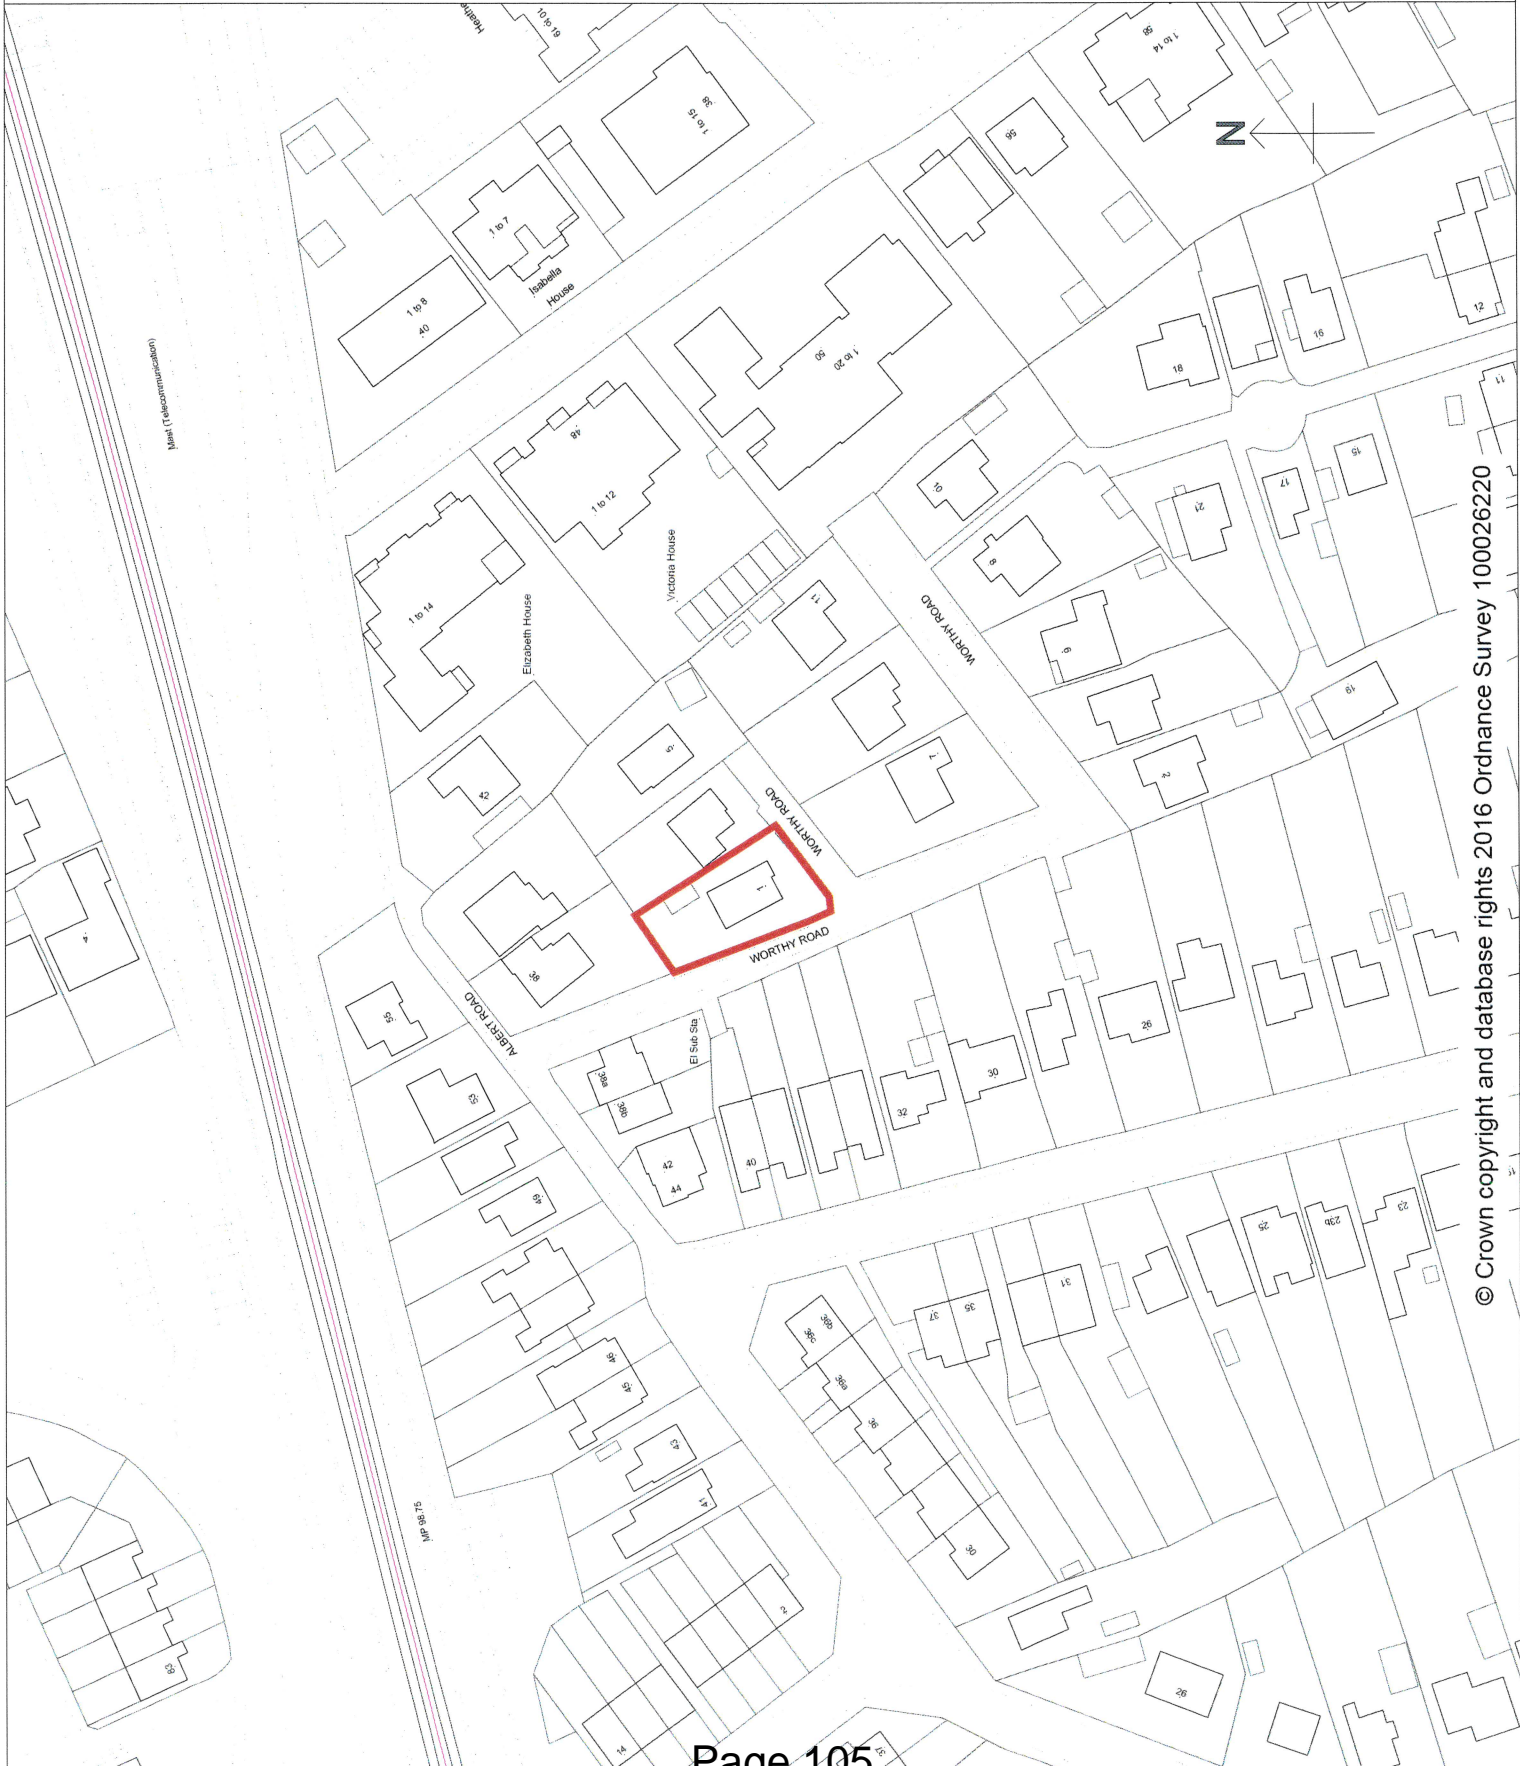 Heathe
10 to 19
58
1 to 14
38
1 to 15
56
N
1 to 7
Isabella
House
1 to 8
40
12
16
18
Mast (Telecommunication)
50
1 to 20
11
48
1 to 12
15
17
10
21
Victoria House
8
11
1 to 14
Elizabeth House
WORTHY ROAD
6
19
5
7
2
42
WORTHY ROAD
1
WORTHY ROAD
4
38
55
ALBERT ROAD
El Sub Sta
26
38a
30
53
38b
32
42
44
40
49
23
23b
25
31
35
37
36b
36c
46
45
36a
36
43
41
MP 98.75
30
2
83
26
14
37
© Crown copyright and database rights 2016 Ordnance Survey 100026220
Page 105